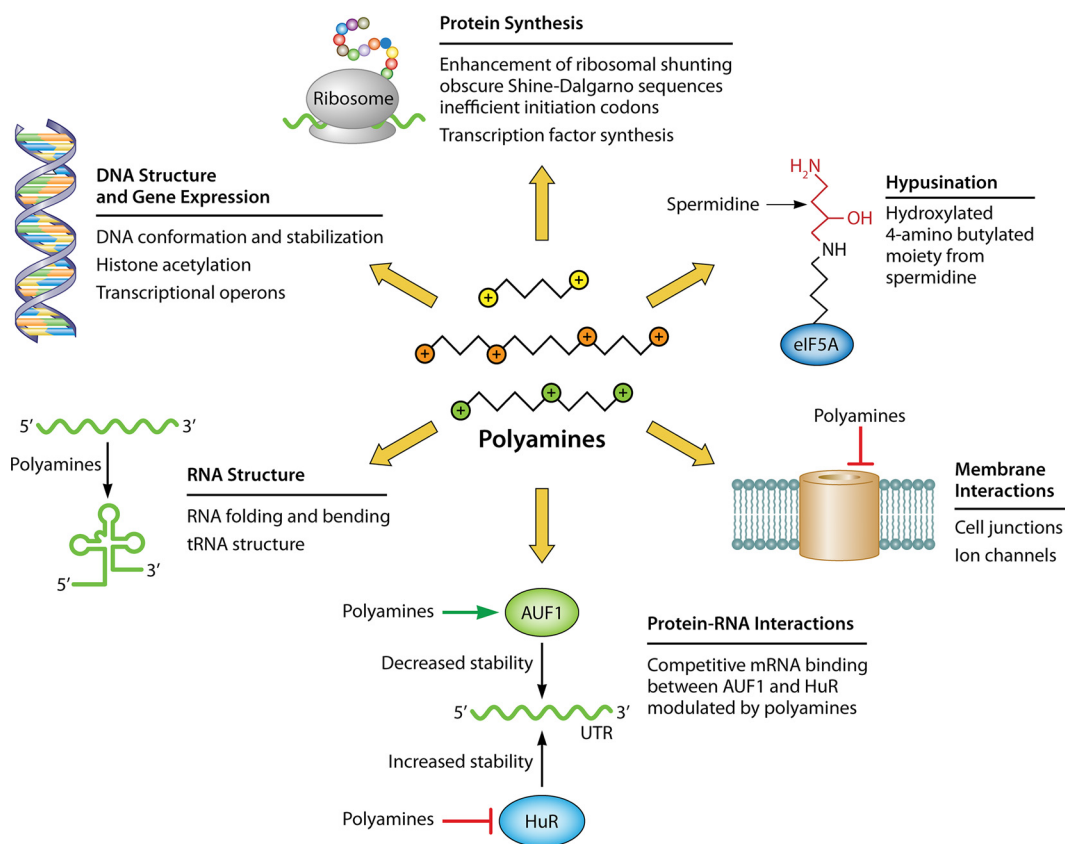 Protein Synthesis
Enhancement of ribosomal shunting
obscure Shine-Dalgarno sequences
inefficient initiation codons
Transcription factor synthesis
Ribosome
DNA Structure
and Gene Expression
DNA conformation and stabilization
Histone acetylation
Transcriptional operons
H₂N
Spermidine
OH
NH
eIF5A
Hypusination
Hydroxylated
4-amino butylated
moiety from
spermidine
+ +
+ + + +
+ + +
Polyamines
5′ 3′
Polyamines
5′ 3′
RNA Structure
RNA folding and bending
tRNA structure
Polyamines
Membrane
Interactions
Cell junctions
Ion channels
Polyamines AUF1
Decreased stability
5′ 3′
UTR
Increased stability
Polyamines HuR
Protein-RNA Interactions
Competitive mRNA binding
between AUF1 and HuR
modulated by polyamines